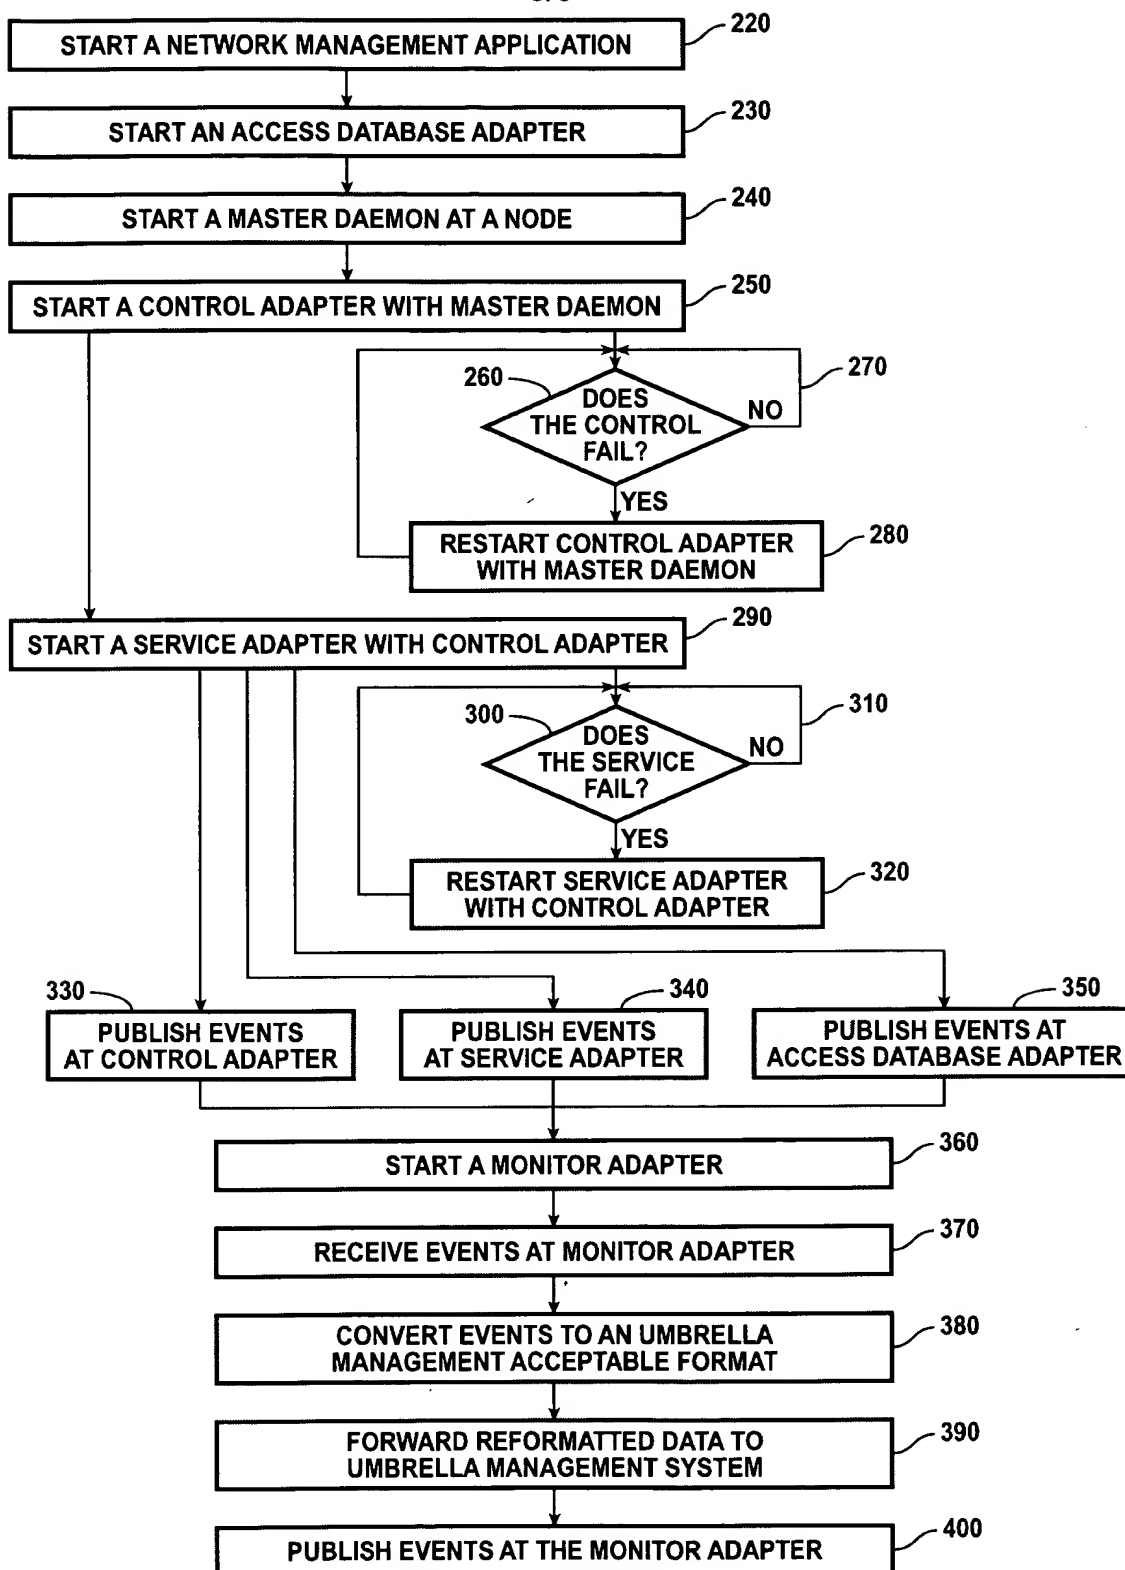 220
START A NETWORK MANAGEMENT APPLICATION
230
START AN ACCESS DATABASE ADAPTER
240
START A MASTER DAEMON AT A NODE
250
START A CONTROL ADAPTER WITH MASTER DAEMON
260
270
DOES
THE CONTROL
FAIL?
NO
YES
RESTART CONTROL ADAPTER
WITH MASTER DAEMON
280
290
START A SERVICE ADAPTER WITH CONTROL ADAPTER
300
310
DOES
THE SERVICE
FAIL?
NO
YES
RESTART SERVICE ADAPTER
WITH CONTROL ADAPTER
320
330
340
350
PUBLISH EVENTS
AT CONTROL ADAPTER
PUBLISH EVENTS
AT SERVICE ADAPTER
PUBLISH EVENTS AT
ACCESS DATABASE ADAPTER
360
START A MONITOR ADAPTER
370
RECEIVE EVENTS AT MONITOR ADAPTER
380
CONVERT EVENTS TO AN UMBRELLA
MANAGEMENT ACCEPTABLE FORMAT
390
FORWARD REFORMATTED DATA TO
UMBRELLA MANAGEMENT SYSTEM
400
PUBLISH EVENTS AT THE MONITOR ADAPTER